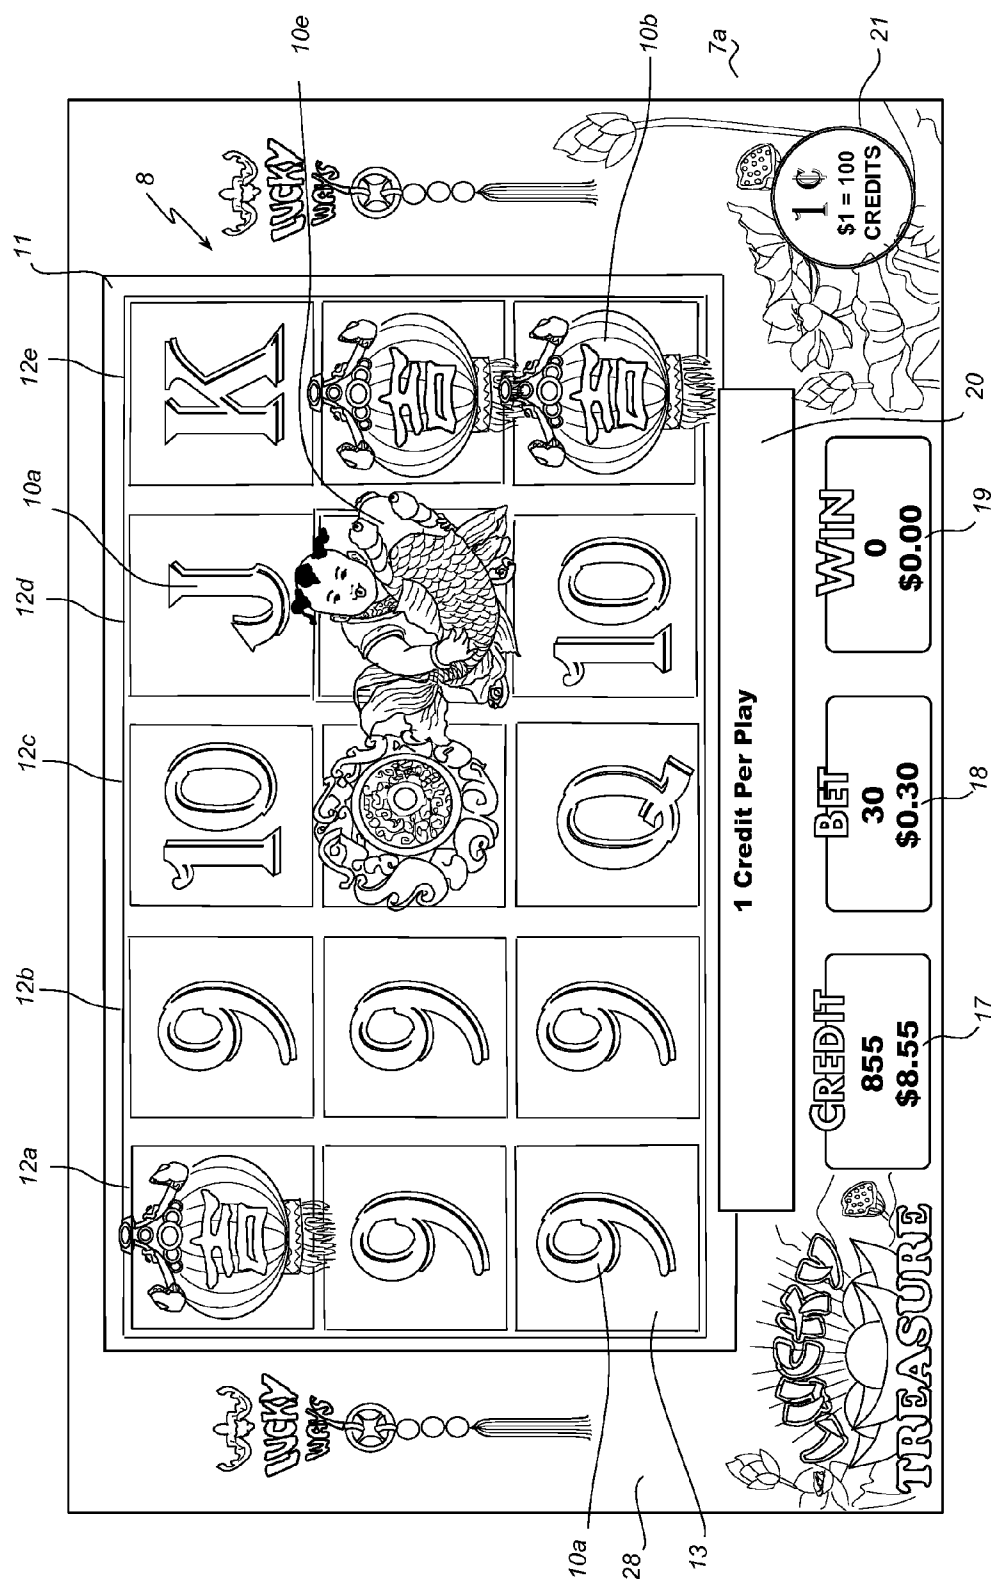 12a
12b
12c
12d
10a
12e
11
8
10e
10b
7a
21
LUCKY
WAYS
LUCKY
WAYS
9 10 J K
9 9
9 9 Q 10
10a
28
13
1 Credit Per Play
LUCKY
TREASURE
CREDIT
855
$8.55
BET
30
$0.30
WIN
0
$0.00
1 ¢
$1 = 100
CREDITS
17
18
19
20